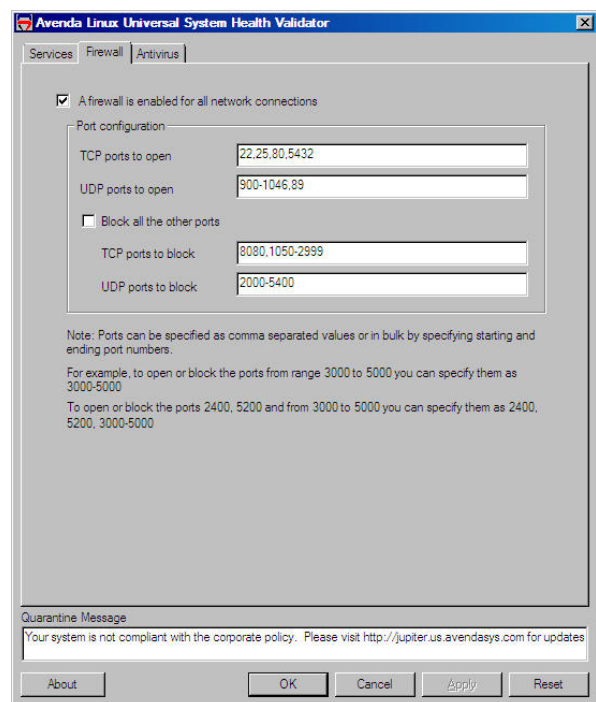 Avenda Linux Universal System Health Validator
Services Firewall Antivirus
A firewall is enabled for all network connections
Port configuration
TCP ports to open 22,25,80,5432
UDP ports to open 900-1046,89
Block all the other ports
TCP ports to block 8080,1050-2999
UDP ports to block 2000-5400
Note: Ports can be specified as comma separated values or in bulk by specifying starting and
ending port numbers.
For example, to open or block the ports from range 3000 to 5000 you can specify them as
3000-5000
To open or block the ports 2400, 5200 and from 3000 to 5000 you can specify them as 2400,
5200, 3000-5000
Quarantine Message
Your system is not compliant with the corporate policy. Please visit http://jupiter.us.avendasys.com for updates
About OK Cancel Apply Reset